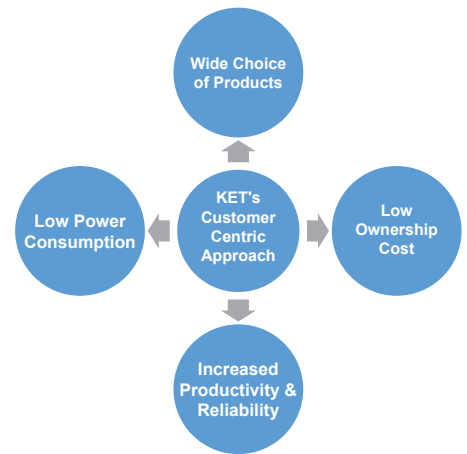 Wide Choice
of Products
Low Power
Consumption
KET's
Customer
Centric
Approach
Low
Ownership
Cost
Increased
Productivity &
Reliability